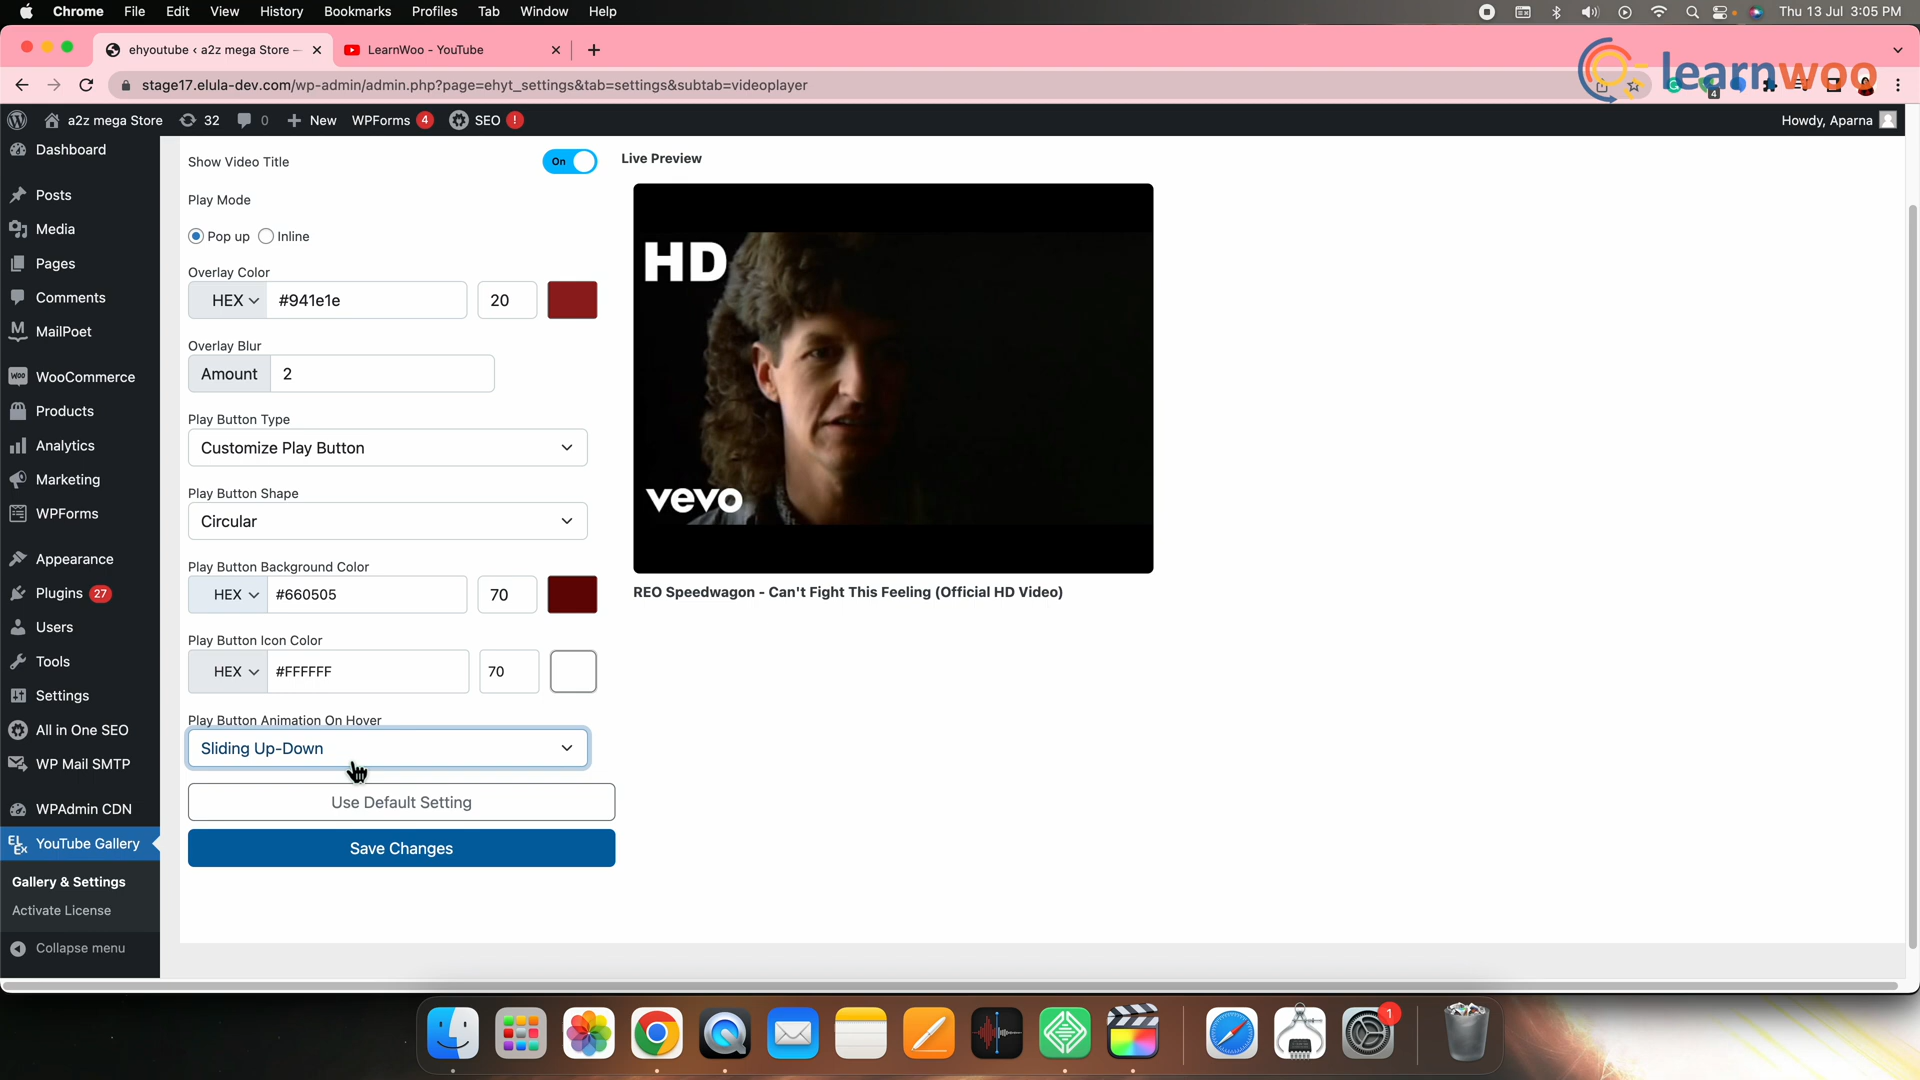 Chrome File Edit View History Bookmarks Profiles Tab Window Help Thu 13 Jul 3:05 PM
ehyoutube ‹ a2z mega Store – LearnWoo - YouTube
stage17.elula-dev.com/wp-admin/admin.php?page=ehyt_settings&tab=settings&subtab=videoplayer
learnwoo
4
a2z mega Store 32 0 New WPForms 4 SEO ! Howdy, Aparna
Dashboard
Posts
Media
Pages
Comments
MailPoet
WooCommerce
Products
Analytics
Marketing
WPForms
Appearance
Plugins 27
Users
Tools
Settings
All in One SEO
WP Mail SMTP
WPAdmin CDN
YouTube Gallery
Gallery & Settings
Activate License
Collapse menu
Show Video Title On
Play Mode
Pop up Inline
Overlay Color
HEX #941e1e 20
Overlay Blur
Amount 2
Play Button Type
Customize Play Button
Play Button Shape
Circular
Play Button Background Color
HEX #660505 70
Play Button Icon Color
HEX #FFFFFF 70
Play Button Animation On Hover
Sliding Up-Down
Use Default Setting
Save Changes
Live Preview
HD
vevo
REO Speedwagon - Can't Fight This Feeling (Official HD Video)
1